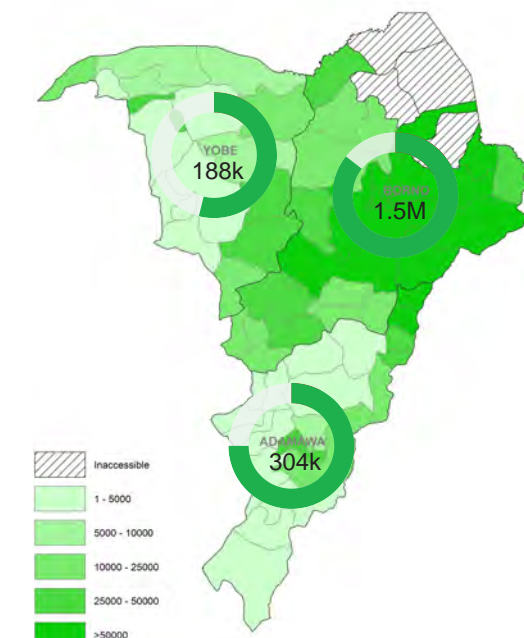 YOBE
188k
BORNO
1.5M
ADAMAWA
304k
Inaccessible
1 - 5000
5000 - 10000
10000 - 25000
25000 - 50000
>50000